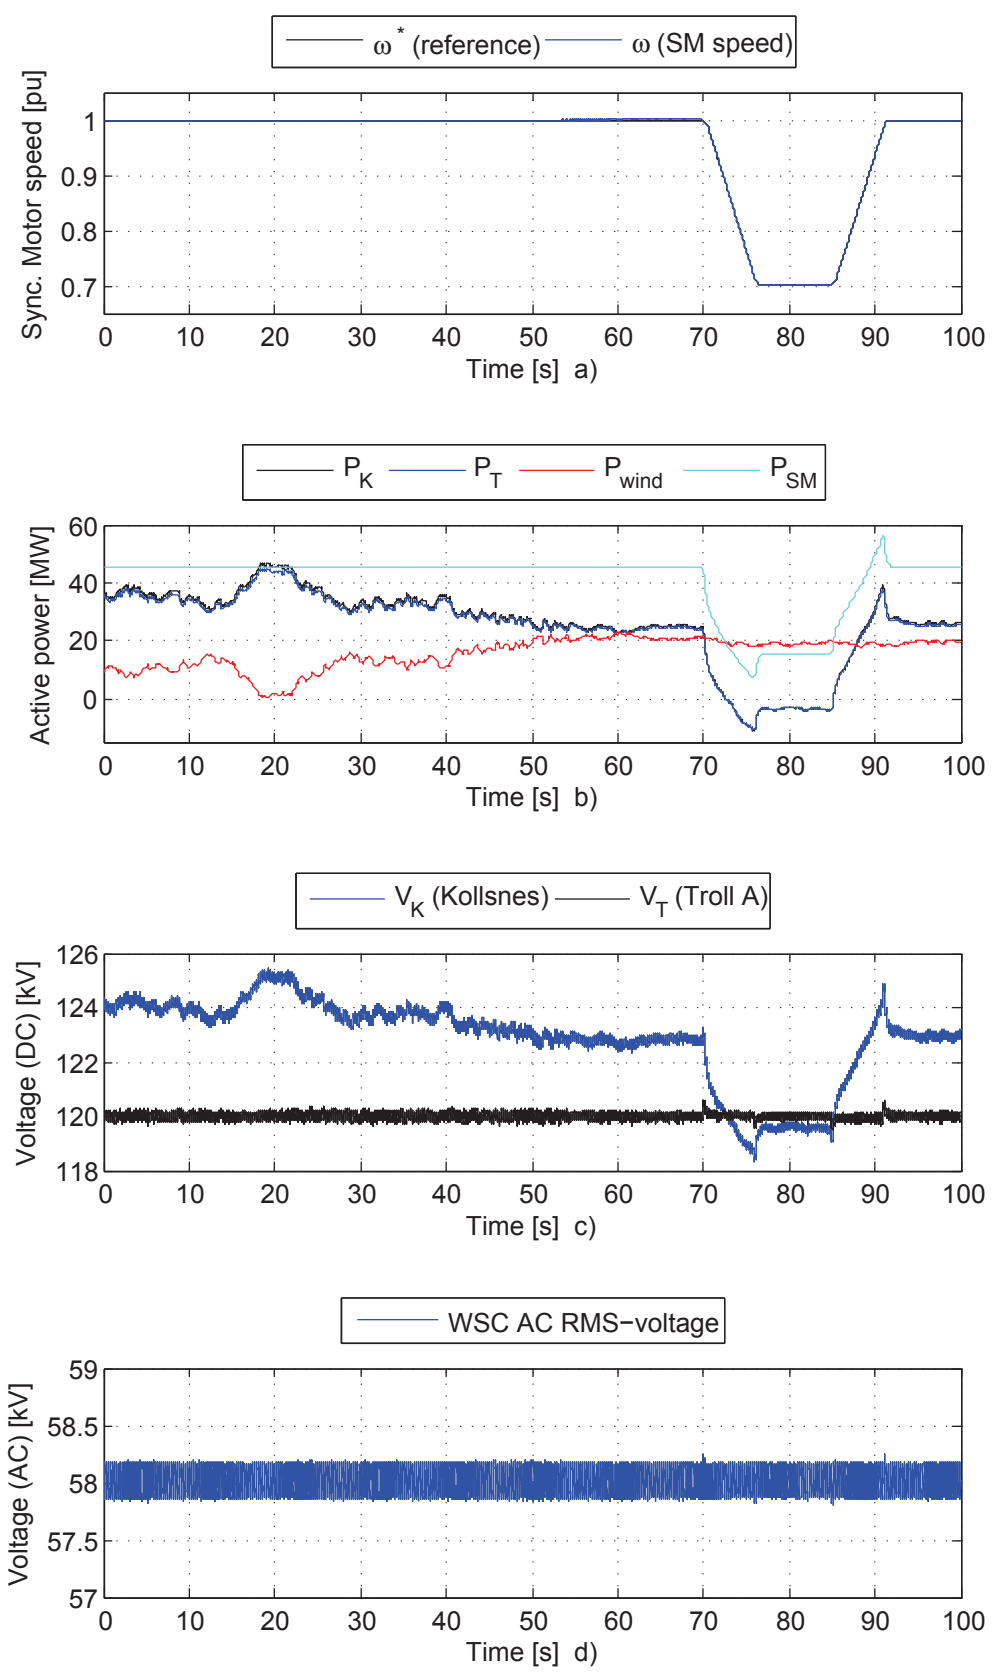 ω* (reference) ω (SM speed)
Sync. Motor speed [pu]
1
0.9
0.8
0.7
0 10 20 30 40 50 60 70 80 90 100
Time [s] a)
P_K P_T P_wind P_SM
Active power [MW]
60
40
20
0
0 10 20 30 40 50 60 70 80 90 100
Time [s] b)
V_K (Kollsnes) V_T (Troll A)
Voltage (DC) [kV]
126
124
122
120
118
0 10 20 30 40 50 60 70 80 90 100
Time [s] c)
WSC AC RMS−voltage
Voltage (AC) [kV]
59
58.5
58
57.5
57
0 10 20 30 40 50 60 70 80 90 100
Time [s] d)